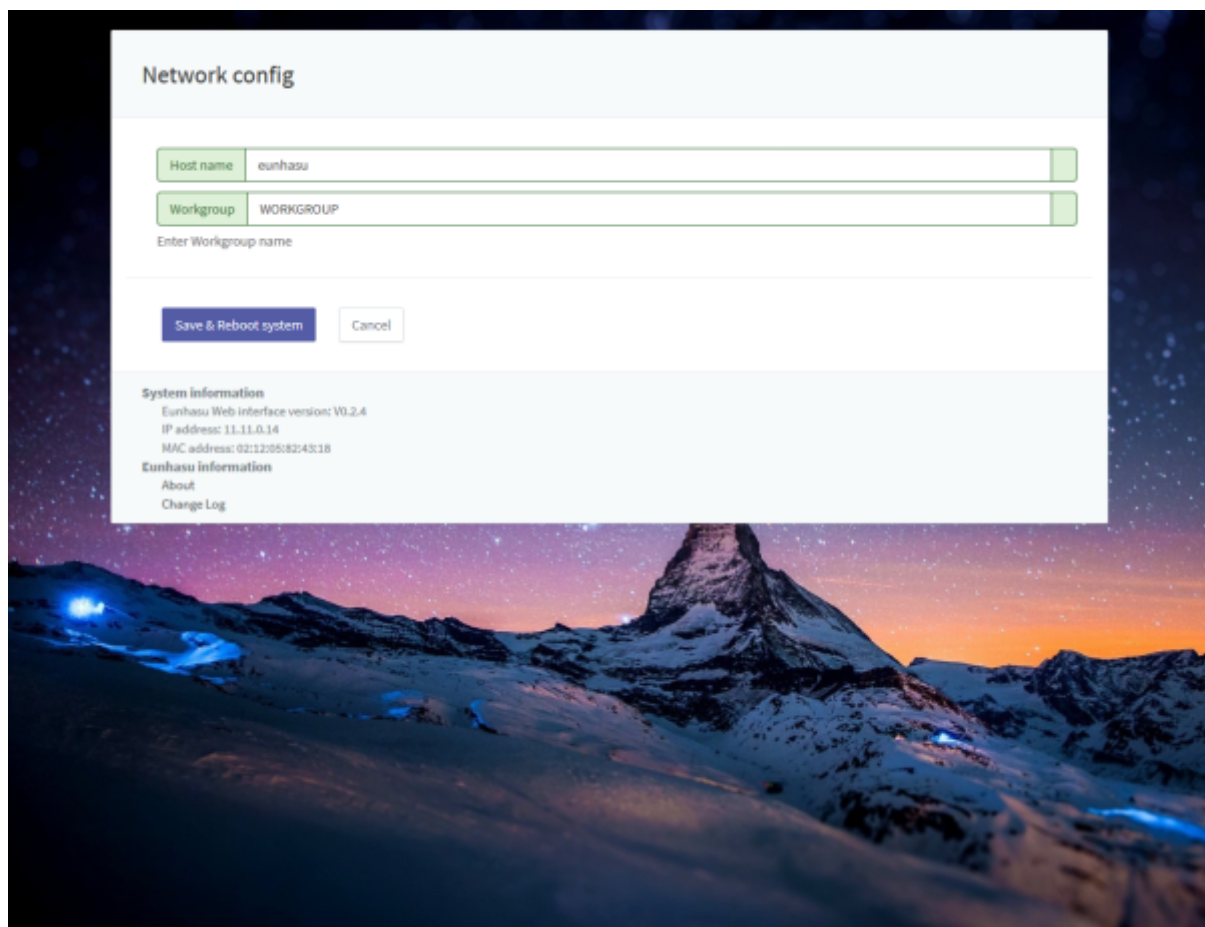 Network config
Host name eunhasu
Workgroup WORKGROUP
Enter Workgroup name
Save & Reboot system Cancel
System information
Eunhasu Web interface version: V0.2.4
IP address: 11.11.0.14
MAC address: 02:12:05:82:43:18
Eunhasu information
About
Change Log